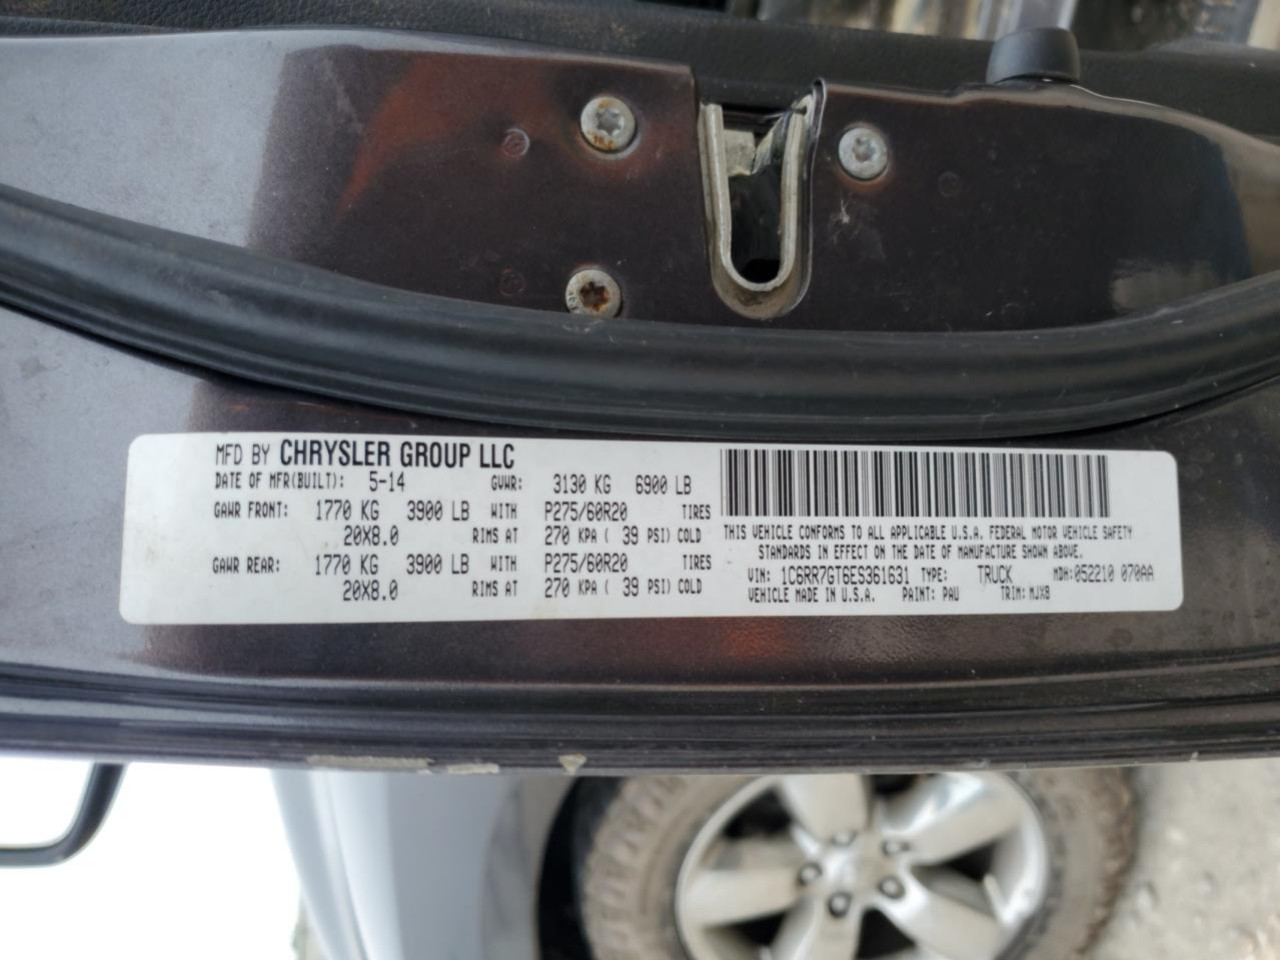 MFD BY CHRYSLER GROUP LLC
DATE OF MFR(BUILT): 5-14 GVWR: 3130 KG 6900 LB
GAWR FRONT: 1770 KG 3900 LB WITH P275/60R20 TIRES
20X8.0 RIMS AT 270 KPA ( 39 PSI) COLD
GAWR REAR: 1770 KG 3900 LB WITH P275/60R20 TIRES
20X8.0 RIMS AT 270 KPA ( 39 PSI) COLD
THIS VEHICLE CONFORMS TO ALL APPLICABLE U.S.A. FEDERAL MOTOR VEHICLE SAFETY
STANDARDS IN EFFECT ON THE DATE OF MANUFACTURE SHOWN ABOVE.
VIN: 1C6RR7GT6ES361631 TYPE: TRUCK MDH:052210 070AA
VEHICLE MADE IN U.S.A. PAINT: PAU TRIM: MJX8